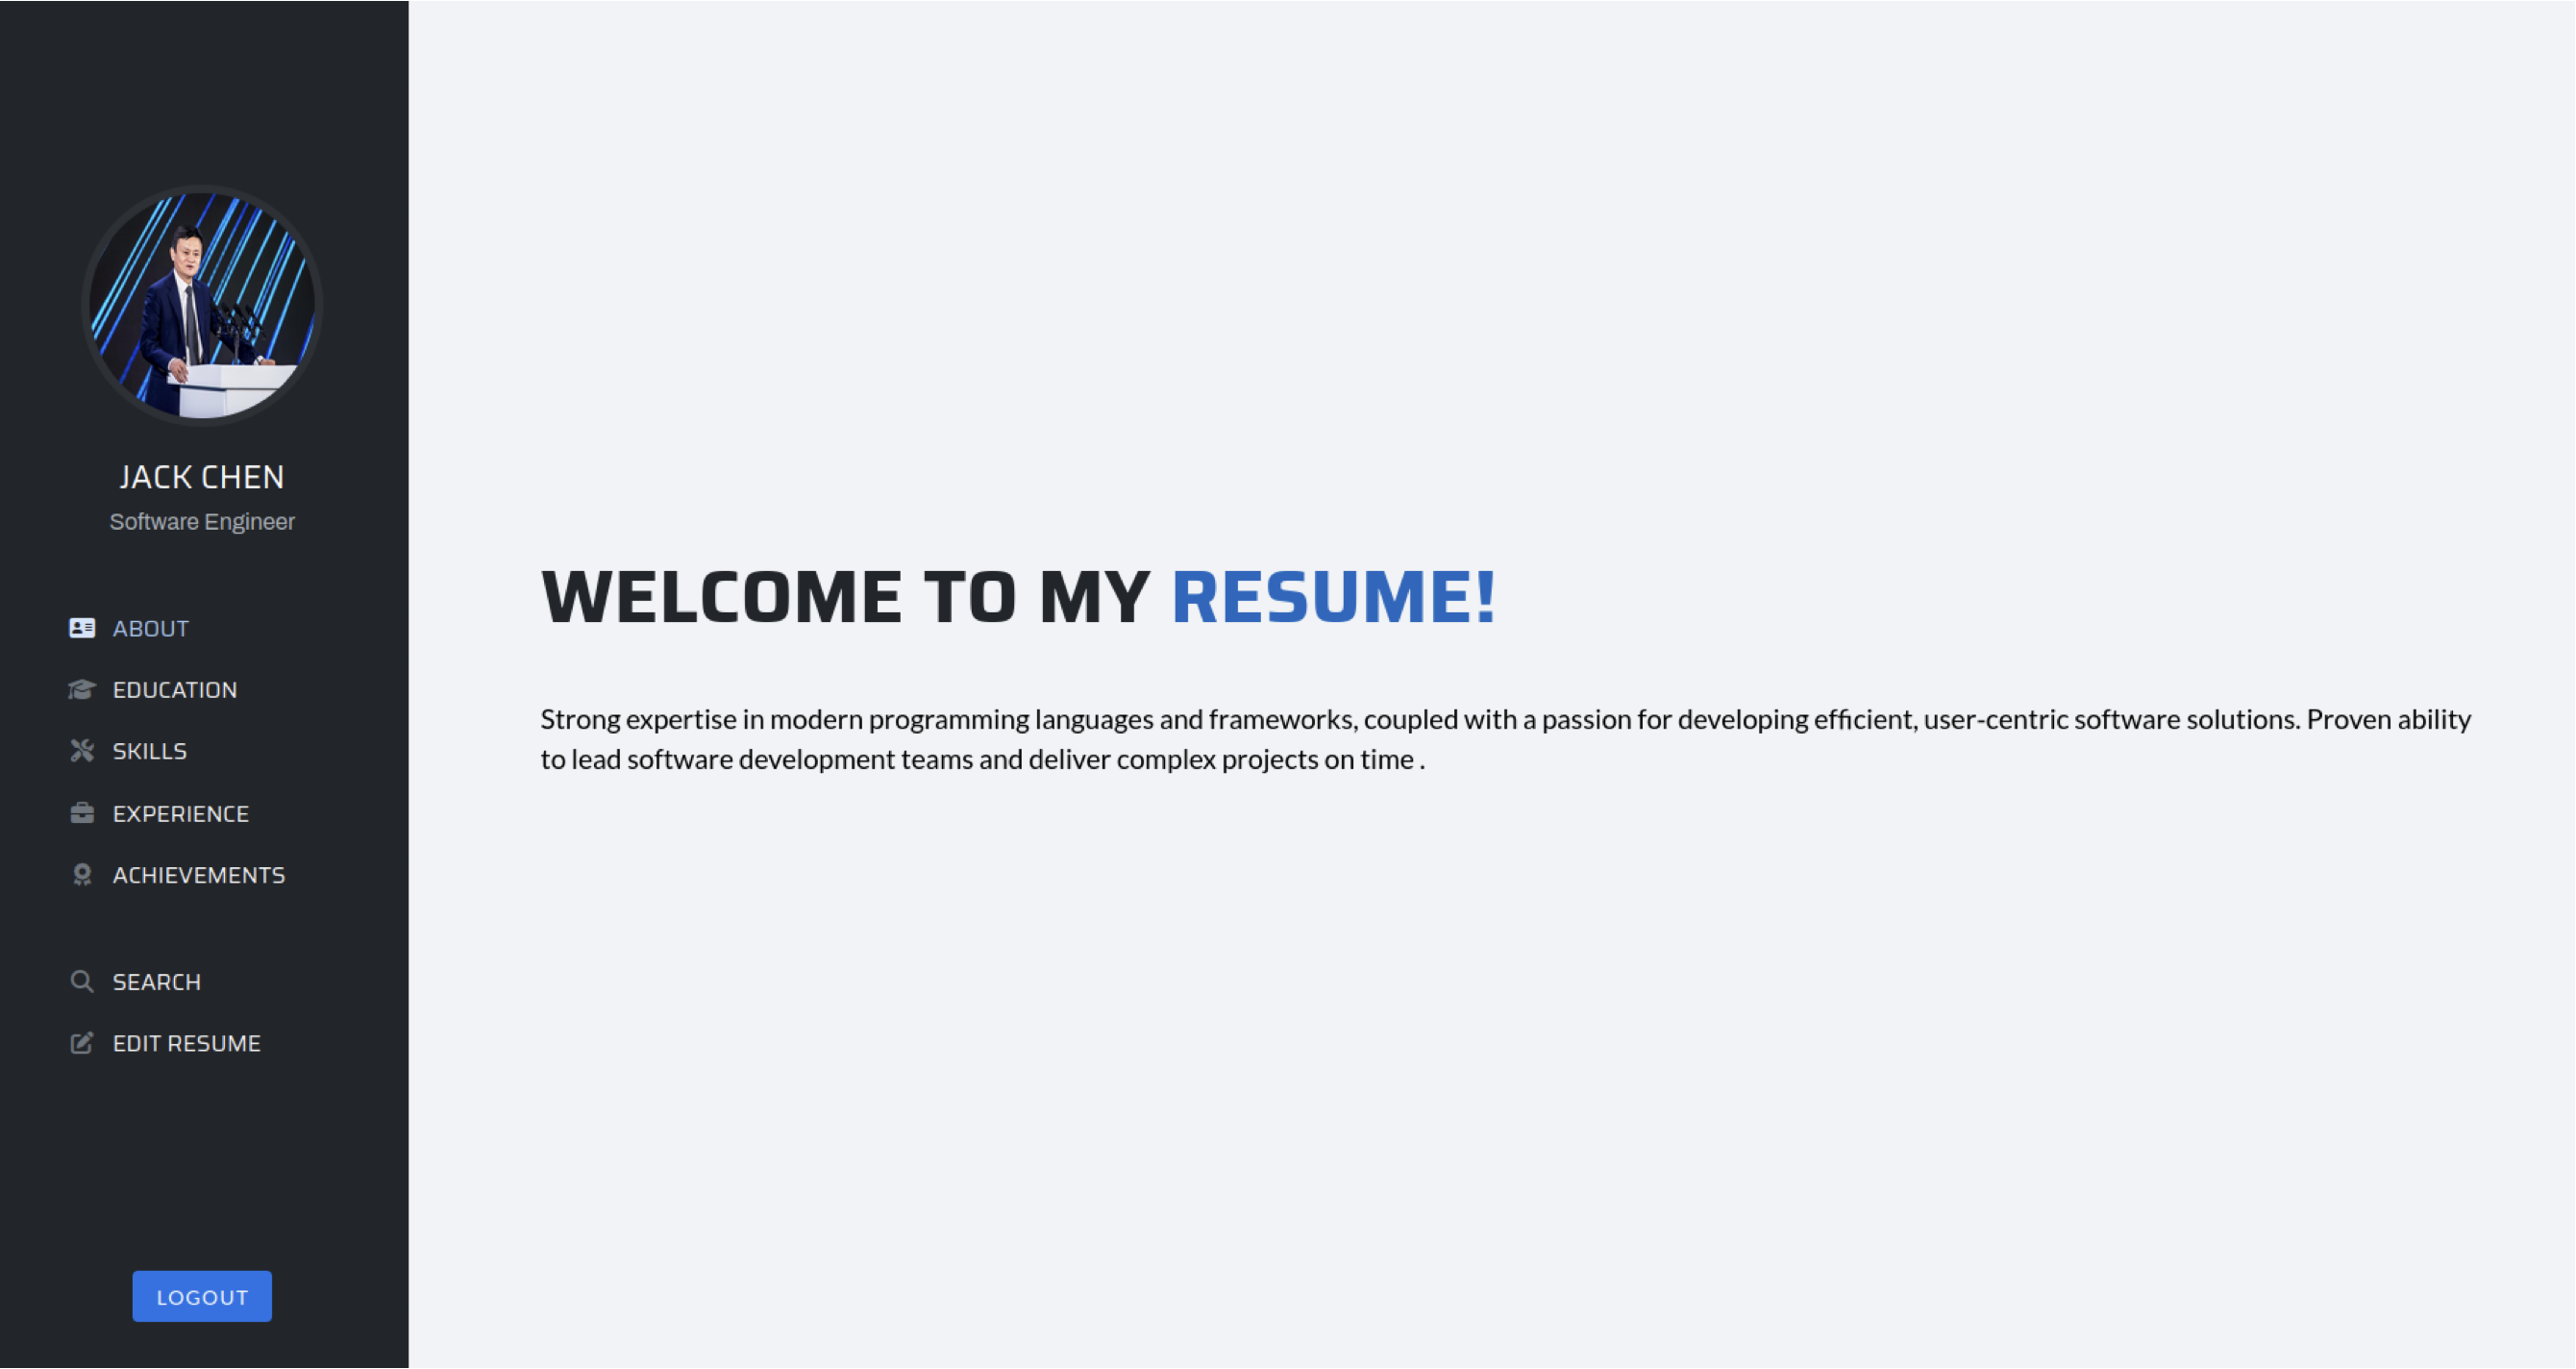 JACK CHEN
Software Engineer
ABOUT
EDUCATION
SKILLS
EXPERIENCE
ACHIEVEMENTS
SEARCH
EDIT RESUME
LOGOUT
WELCOME TO MY RESUME!
Strong expertise in modern programming languages and frameworks, coupled with a passion for developing efficient, user-centric software solutions. Proven ability
to lead software development teams and deliver complex projects on time .